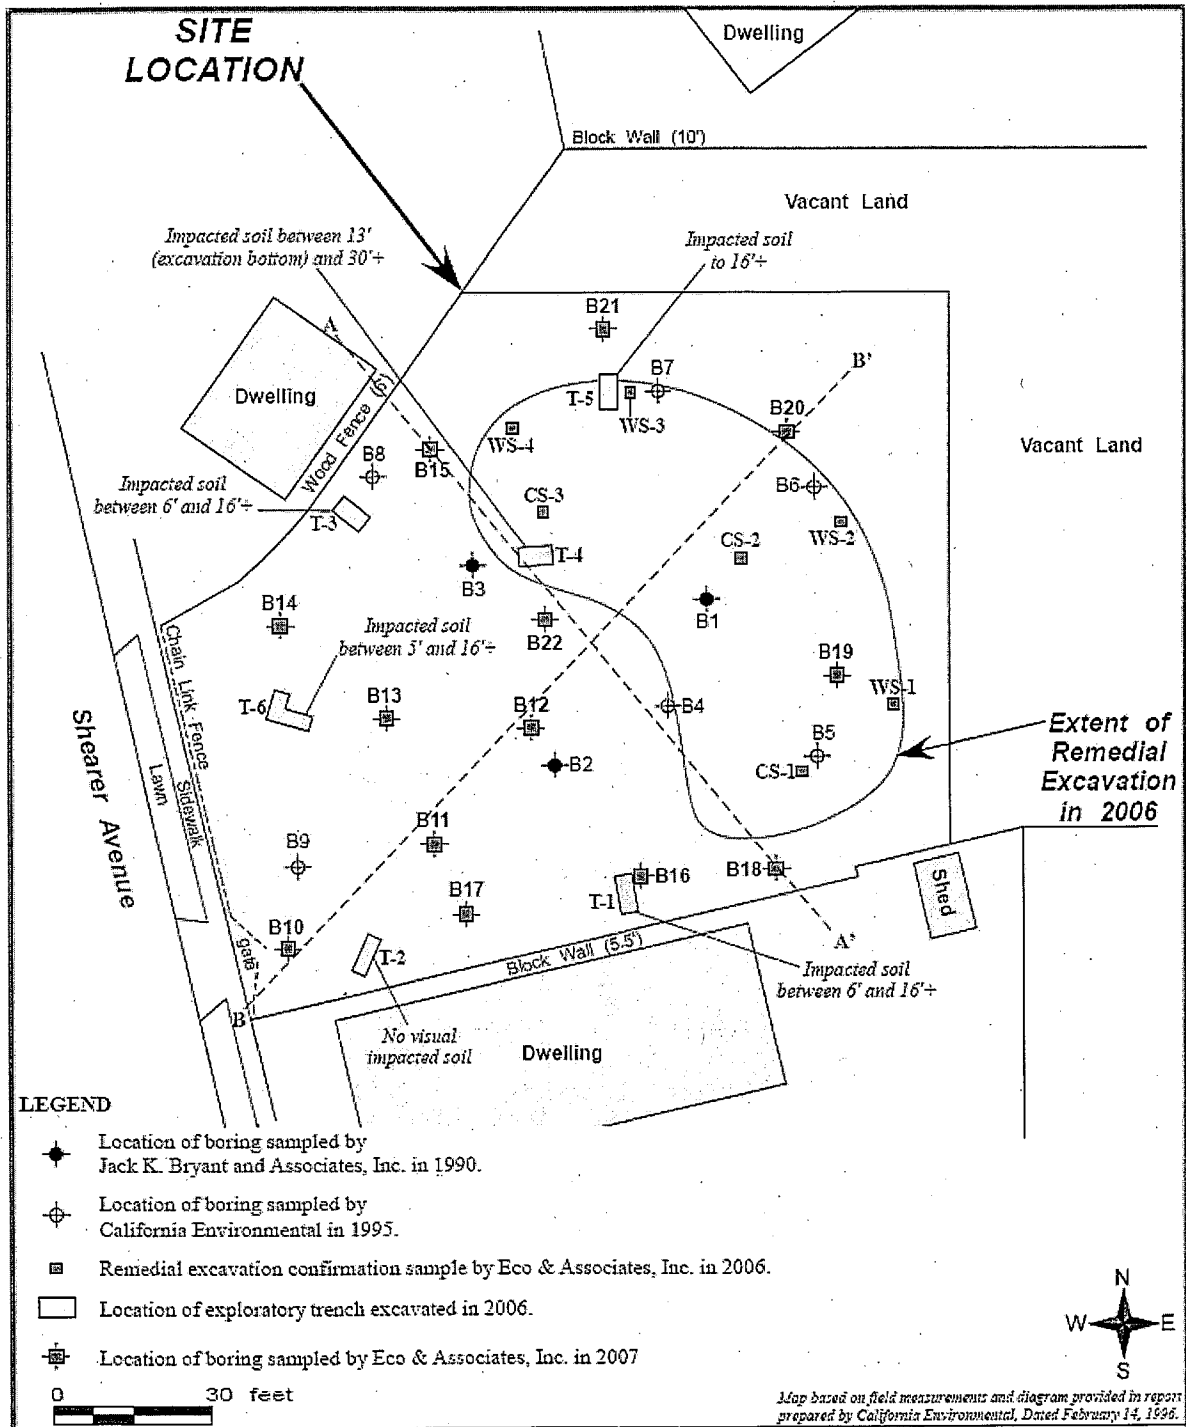 SITE
LOCATION
Dwelling
Block Wall (10')
Vacant Land
Impacted soil between 13'
(excavation bottom) and 30'÷
Impacted soil
to 16'÷
B21
A
B'
B7
T-5
WS-3
B20
Dwelling
Wood Fence (6')
WS-4
Vacant Land
B8
B15
B6
Impacted soil
between 6' and 16'÷
CS-3
T-3
WS-2
CS-2
T-4
B3
B1
B14
Impacted soil
between 5' and 16'÷
B22
Chain Link Fence
B19
WS-1
T-6
B13
B12
B4
Shearer Avenue
Lawn
Sidewalk
B2
B5
CS-1
Extent of
Remedial
Excavation
in 2006
B11
B9
B16
B18
T-1
Shed
B17
B10
gate
T-2
Block Wall (5.5')
A'
Impacted soil
between 6' and 16'÷
B
No visual
impacted soil
Dwelling
LEGEND
Location of boring sampled by
Jack K. Bryant and Associates, Inc. in 1990.
Location of boring sampled by
California Environmental in 1995.
Remedial excavation confirmation sample by Eco & Associates, Inc. in 2006.
Location of exploratory trench excavated in 2006.
Location of boring sampled by Eco & Associates, Inc. in 2007
0 30 feet
N
W E
S
Map based on field measurements and diagram provided in report
prepared by California Environmental, Dated February 14, 1996.